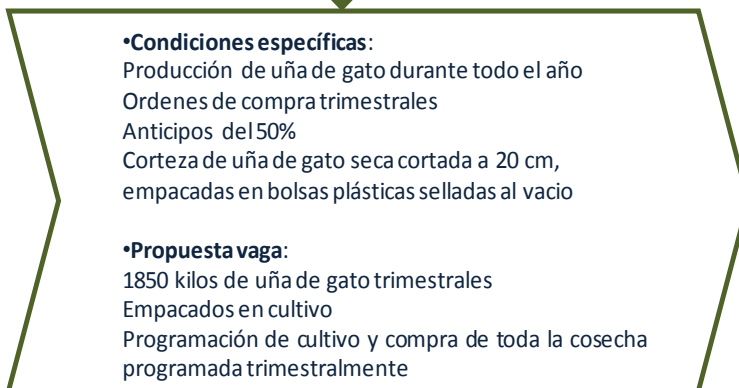 •Condiciones específicas:
Producción de uña de gato durante todo el año
Ordenes de compra trimestrales
Anticipos del 50%
Corteza de uña de gato seca cortada a 20 cm,
empacadas en bolsas plásticas selladas al vacio
•Propuesta vaga:
1850 kilos de uña de gato trimestrales
Empacados en cultivo
Programación de cultivo y compra de toda la cosecha
programada trimestralmente